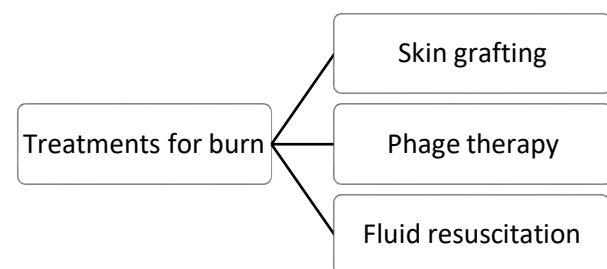 Skin grafting
Treatments for burn
Phage therapy
Fluid resuscitation